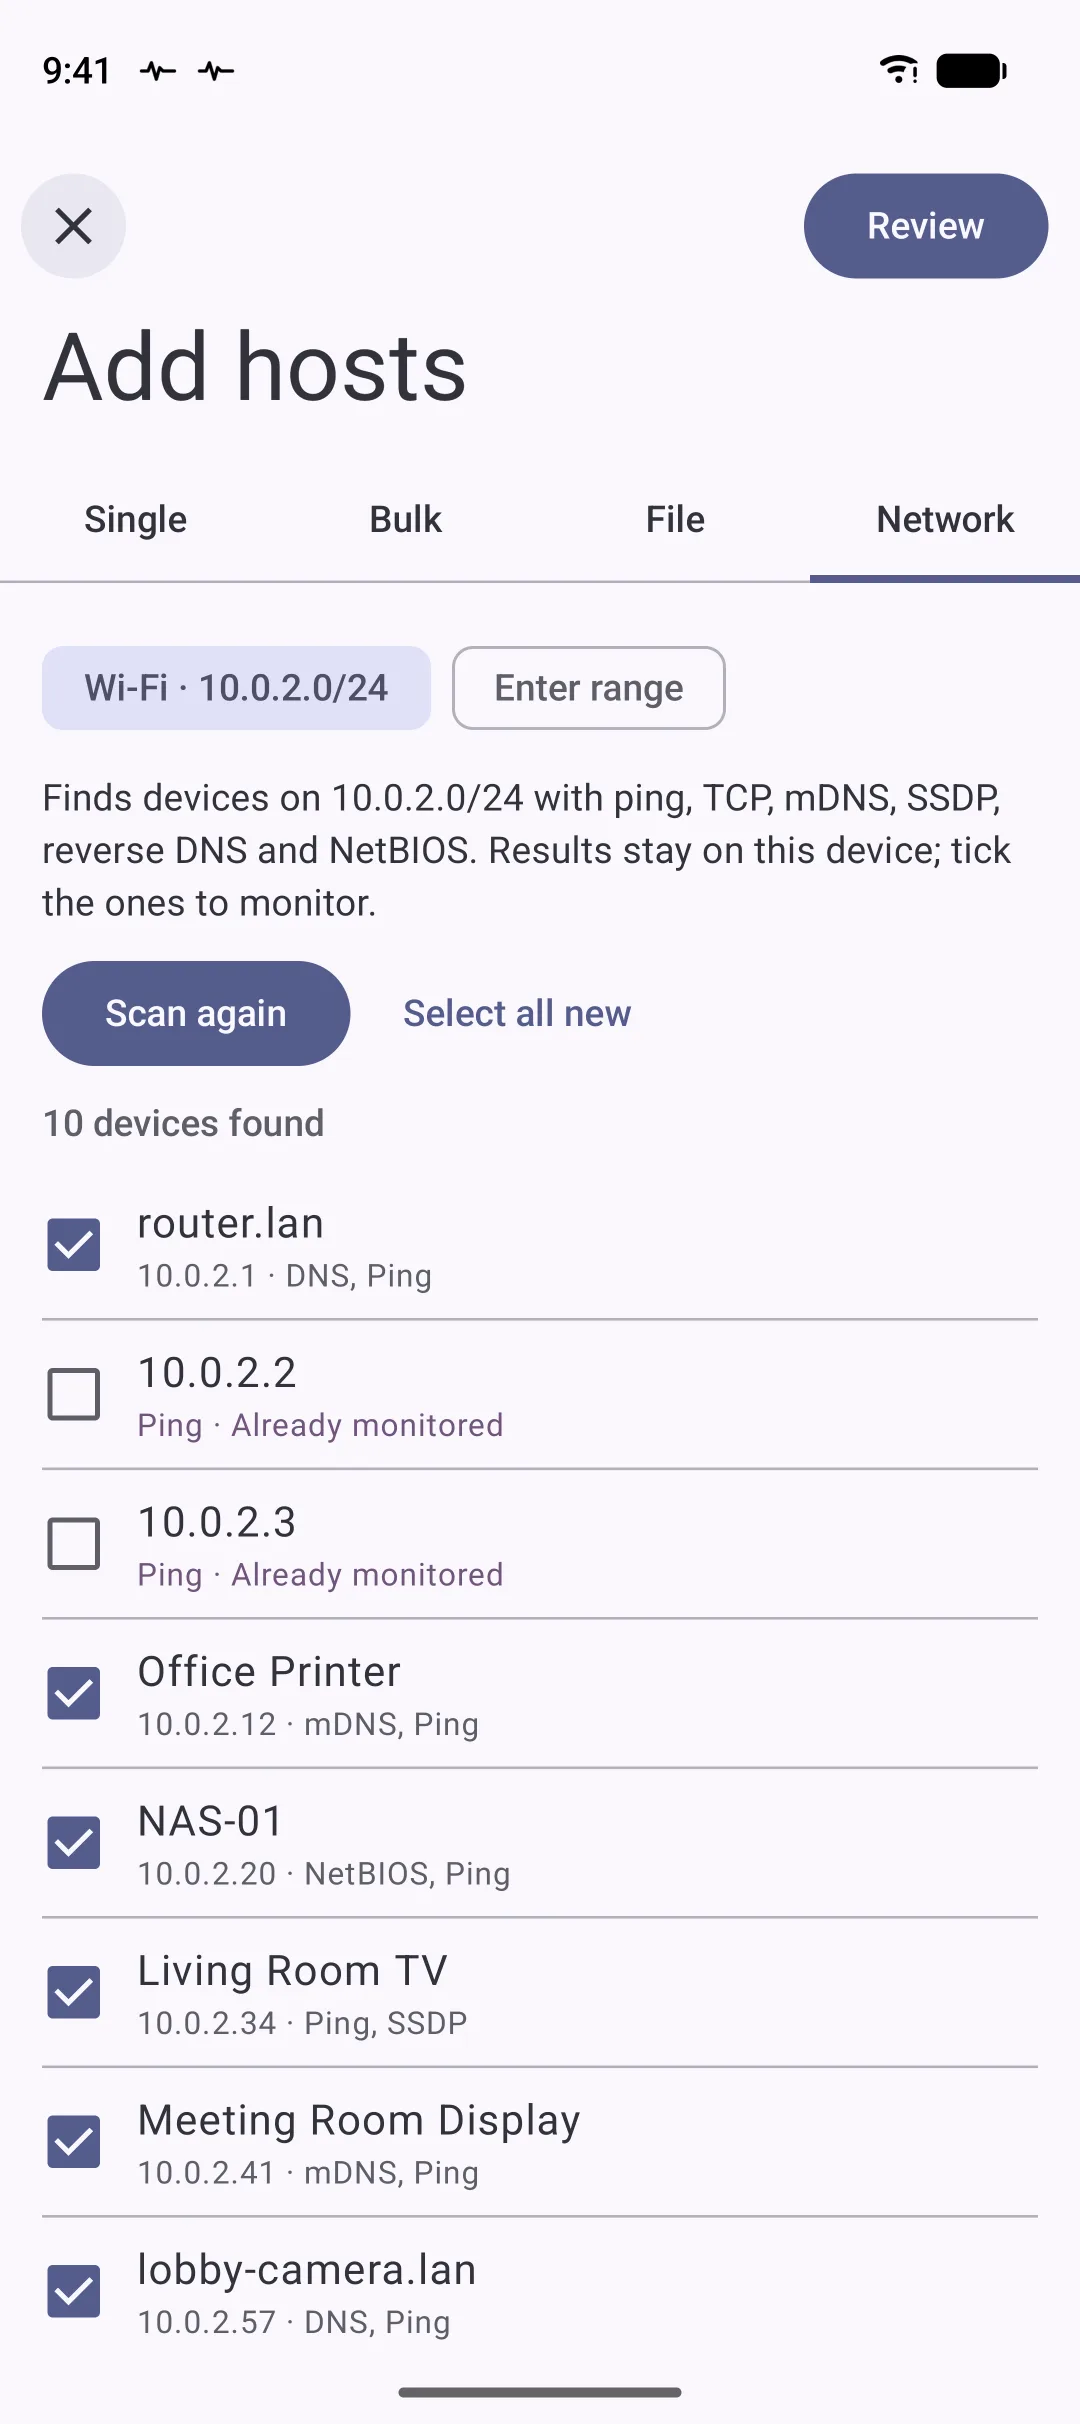 9:41
Review
Add hosts
Single
Bulk
File
Network
Wi-Fi · 10.0.2.0/24
Enter range
Finds devices on 10.0.2.0/24 with ping, TCP, mDNS, SSDP,
reverse DNS and NetBIOS. Results stay on this device; tick
the ones to monitor.
Scan again
Select all new
10 devices found
router.lan
10.0.2.1 · DNS, Ping
10.0.2.2
Ping · Already monitored
10.0.2.3
Ping · Already monitored
Office Printer
10.0.2.12 · mDNS, Ping
NAS-01
10.0.2.20 · NetBIOS, Ping
Living Room TV
10.0.2.34 · Ping, SSDP
Meeting Room Display
10.0.2.41 · mDNS, Ping
lobby-camera.lan
10.0.2.57 · DNS, Ping